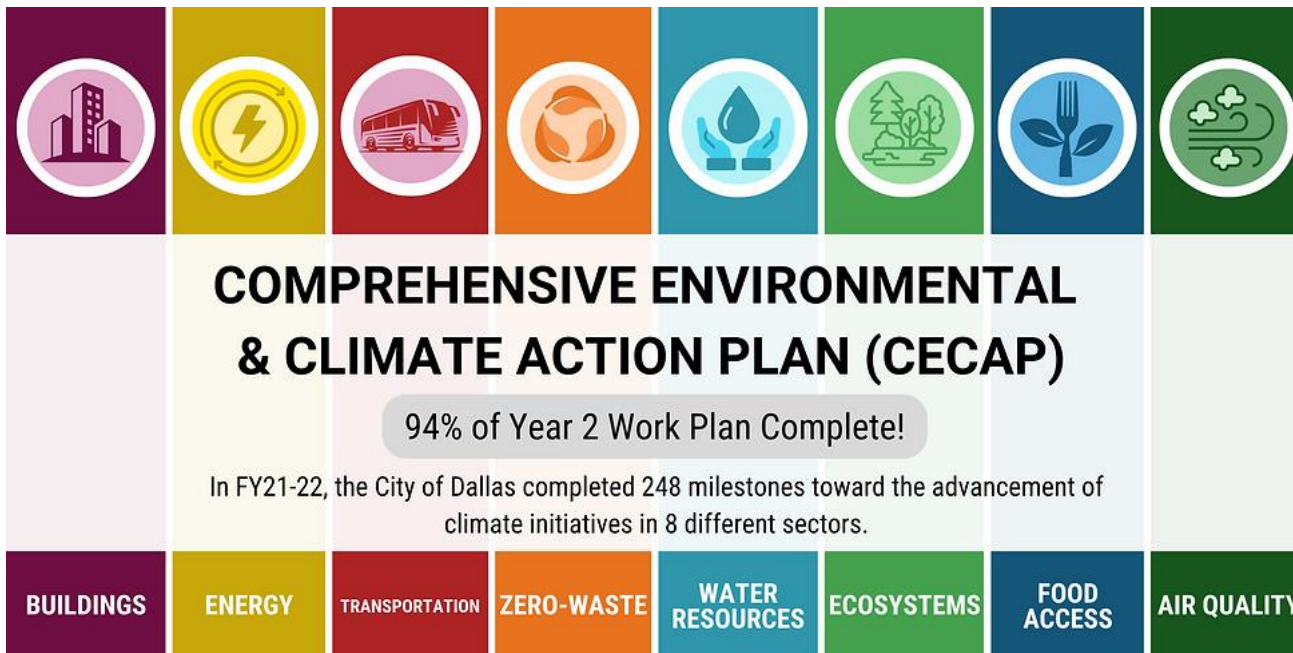 COMPREHENSIVE ENVIRONMENTAL
& CLIMATE ACTION PLAN (CECAP)
94% of Year 2 Work Plan Complete!
In FY21-22, the City of Dallas completed 248 milestones toward the advancement of
climate initiatives in 8 different sectors.
BUILDINGS
ENERGY
TRANSPORTATION
ZERO-WASTE
WATER
RESOURCES
ECOSYSTEMS
FOOD
ACCESS
AIR QUALITY